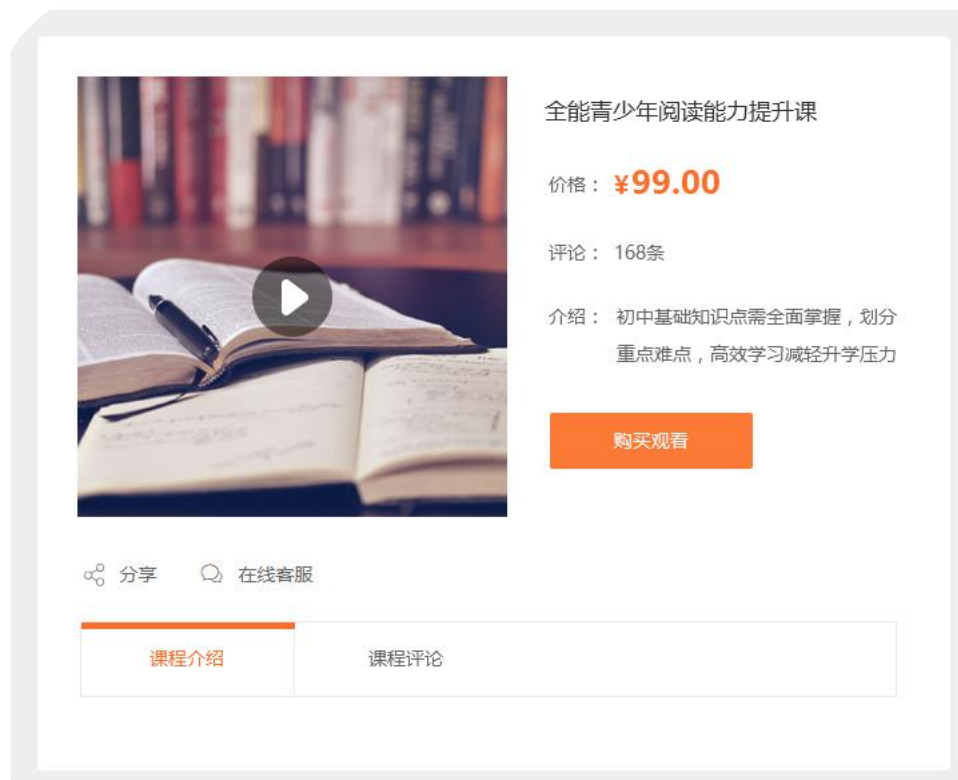 全能青少年阅读能力提升课
价格： ¥99.00
评论： 168条
介绍： 初中基础知识点需全面掌握，划分
重点难点，高效学习减轻升学压力
购买观看
分享 在线客服
课程介绍 课程评论